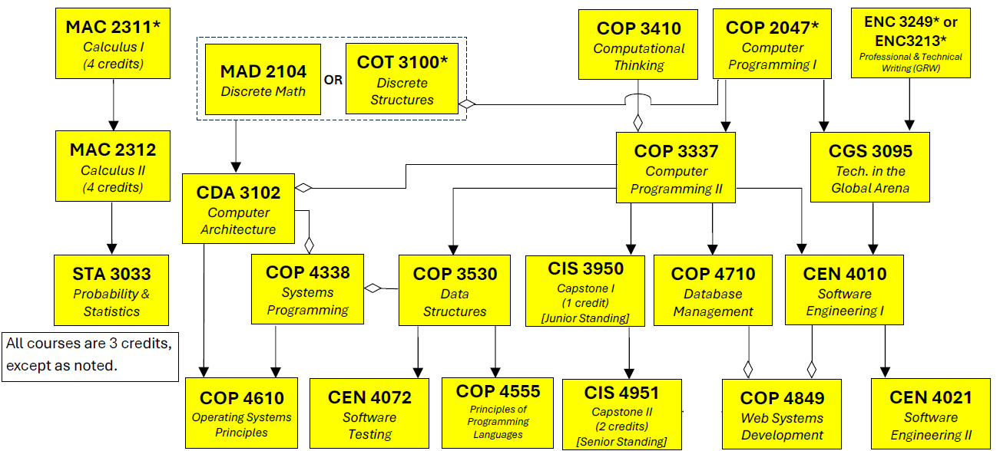 MAC 2311*
Calculus I
(4 credits)
MAD 2104
Discrete Math
OR
COT 3100*
Discrete
Structures
COP 3410
Computational
Thinking
COP 2047*
Computer
Programming I
ENC 3249* or
ENC3213*
Professional & Technical
Writing (GRW)
MAC 2312
Calculus II
(4 credits)
CDA 3102
Computer
Architecture
COP 3337
Computer
Programming II
CGS 3095
Tech. in the
Global Arena
STA 3033
Probability &
Statistics
COP 4338
Systems
Programming
COP 3530
Data
Structures
CIS 3950
Capstone I
(1 credit)
[Junior Standing]
COP 4710
Database
Management
CEN 4010
Software
Engineering I
All courses are 3 credits,
except as noted.
COP 4610
Operating Systems
Principles
CEN 4072
Software
Testing
COP 4555
Principles of
Programming
Languages
CIS 4951
Capstone II
(2 credits)
[Senior Standing]
COP 4849
Web Systems
Development
CEN 4021
Software
Engineering II